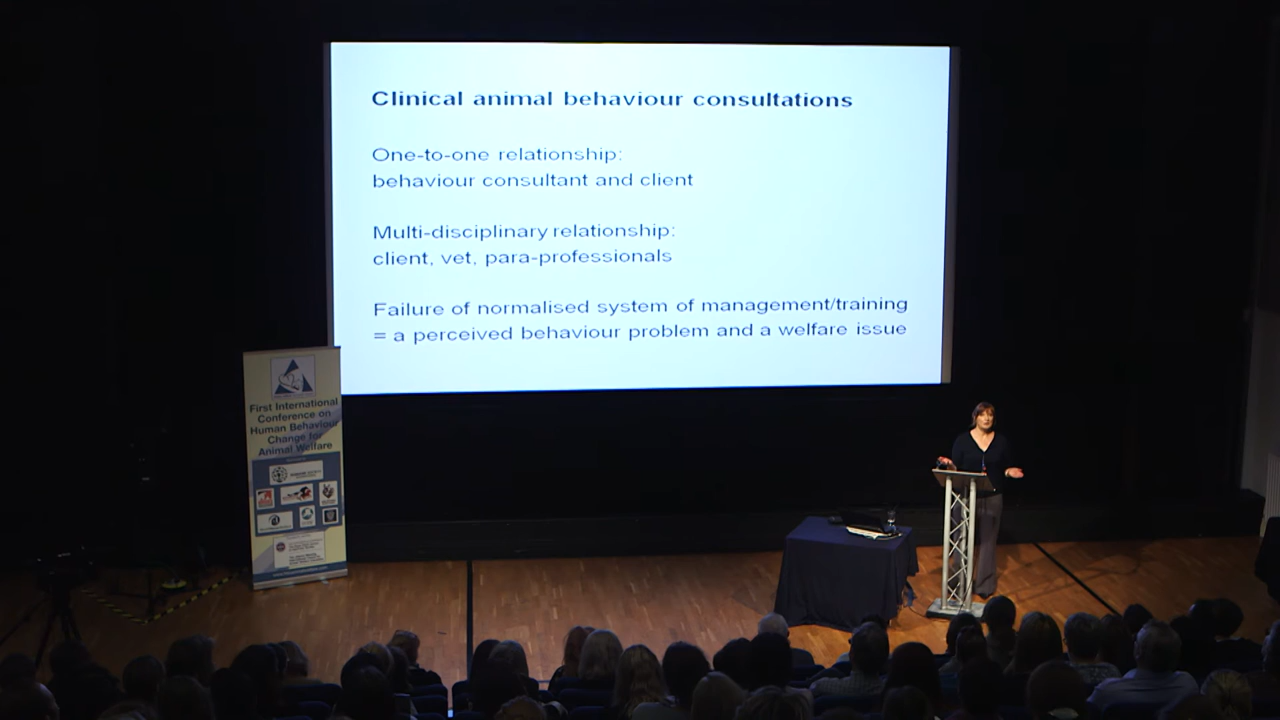 Clinical animal behaviour consultations
One-to-one relationship:
behaviour consultant and client
Multi-disciplinary relationship:
client, vet, para-professionals
Failure of normalised system of management/training
= a perceived behaviour problem and a welfare issue
First International
Conference on
Human Behaviour
Change for
Animal Welfare